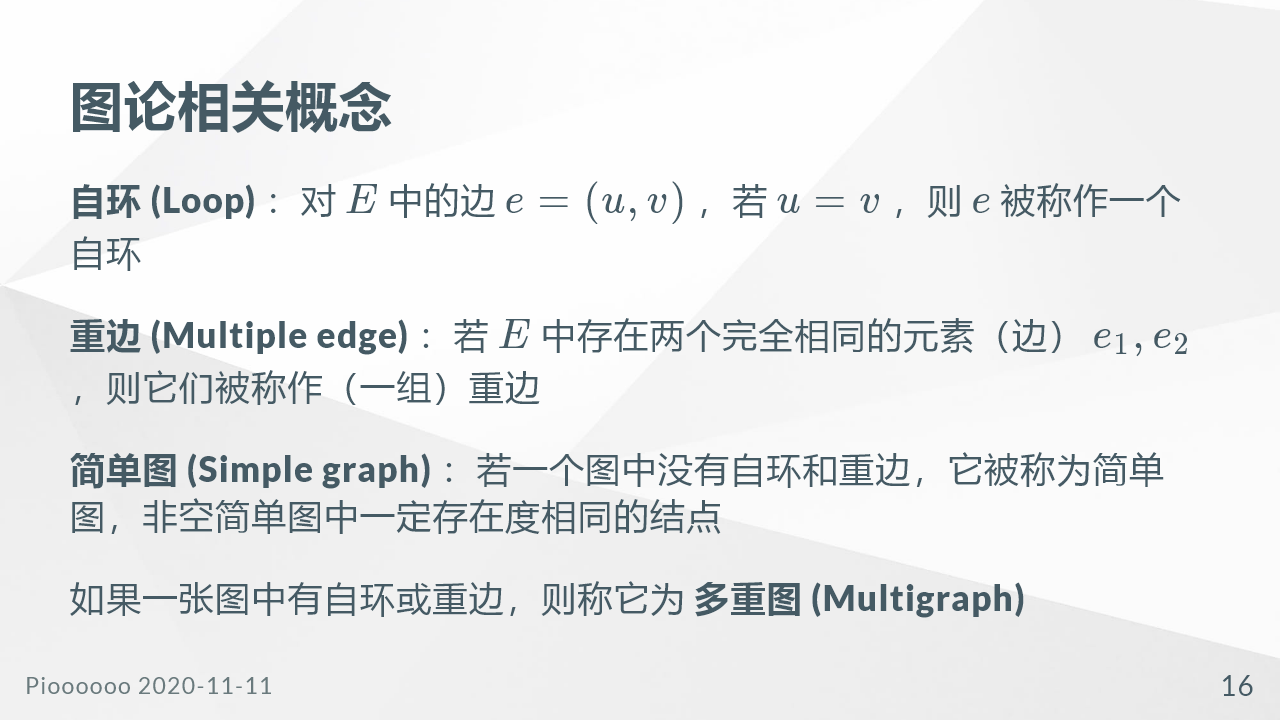 图论相关概念
自环 (Loop)： 对 E 中的边 e = (u, v) ，若 u = v ，则 e 被称作一个
自环
重边 (Multiple edge)： 若 E 中存在两个完全相同的元素（边） e₁, e₂
，则它们被称作（一组）重边
简单图 (Simple graph)： 若一个图中没有自环和重边，它被称为简单
图，非空简单图中一定存在度相同的结点
如果一张图中有自环或重边，则称它为 多重图 (Multigraph)
Pioooooo 2020-11-11
16